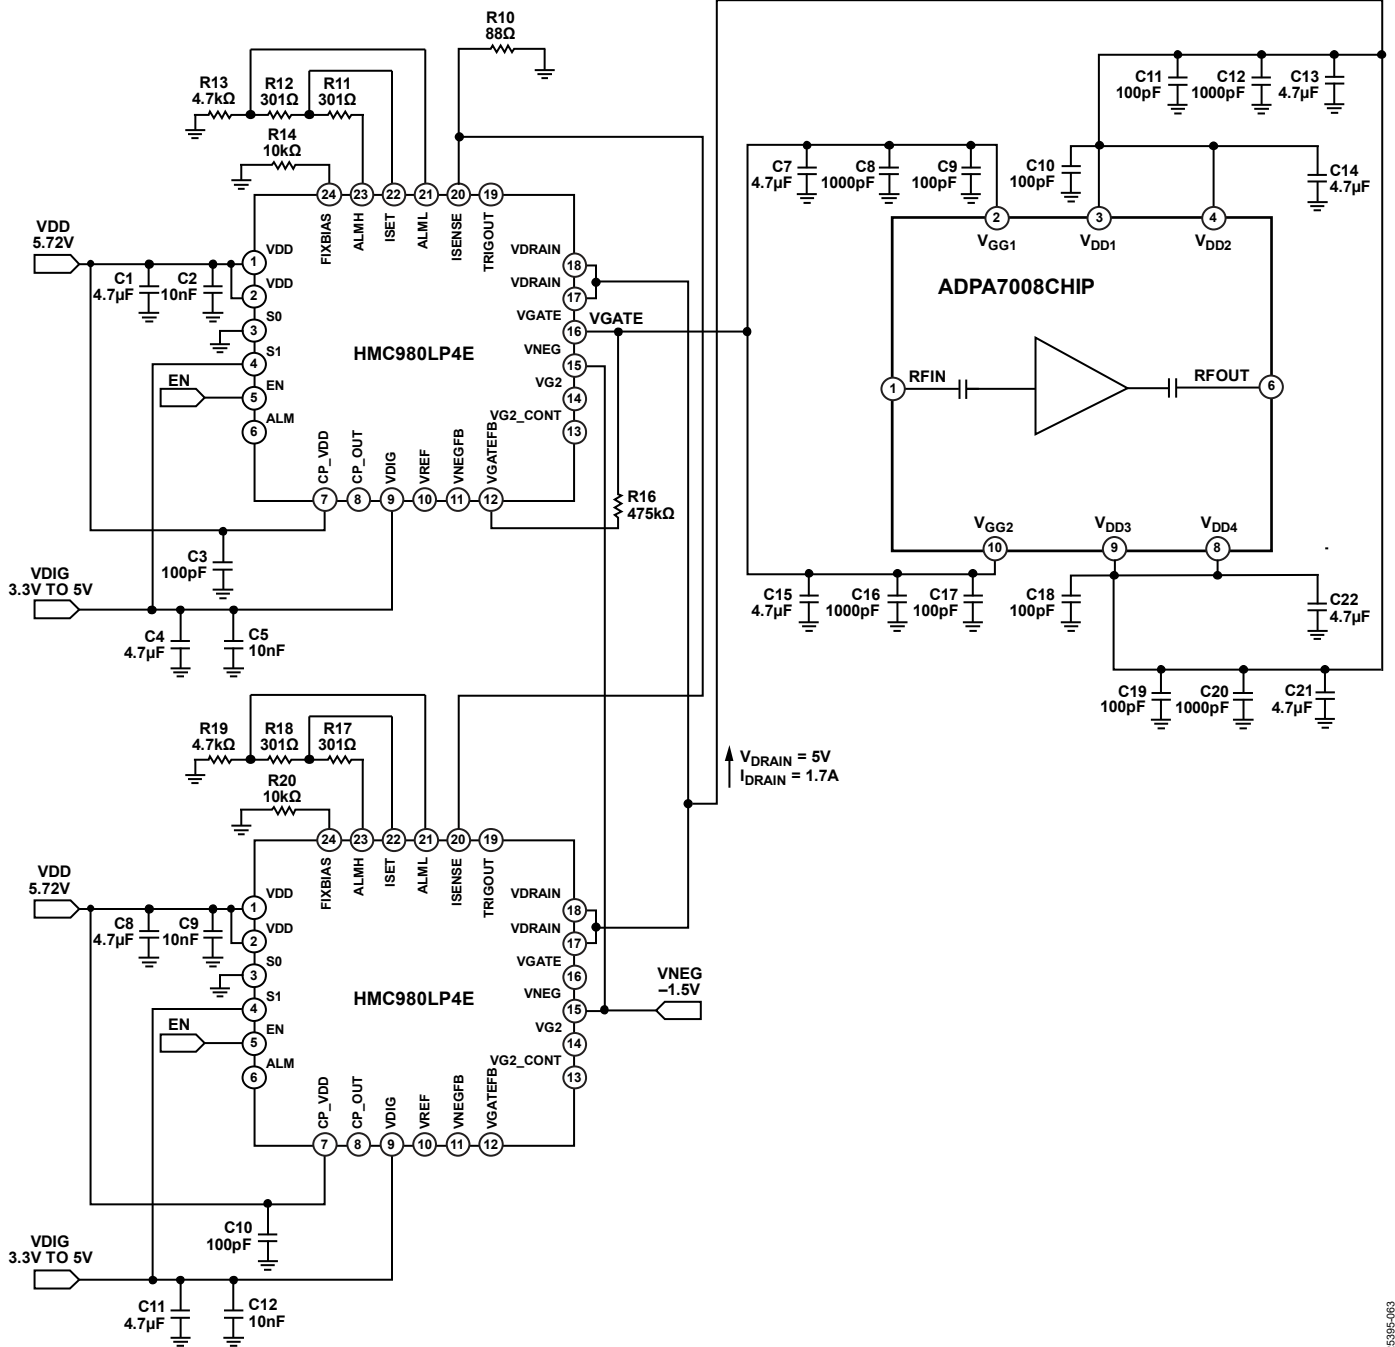 R10
88Ω
R13
4.7kΩ
R12
301Ω
R11
301Ω
R14
10kΩ
24
23
22
21
20
19
FIXBIAS
ALMH
ISET
ALML
ISENSE
TRIGOUT
VDD
5.72V
C1
4.7µF
C2
10nF
1
VDD
2
VDD
3
S0
4
S1
EN
5
EN
6
ALM
HMC980LP4E
VDRAIN
18
VDRAIN
17
VGATE
16
VGATE
VNEG
15
VG2
14
VG2_CONT
13
CP_VDD
CP_OUT
VDIG
VREF
VNEGFB
VGATEFB
7
8
9
10
11
12
R16
475kΩ
C3
100pF
VDIG
3.3V TO 5V
C4
4.7µF
C5
10nF
C11
100pF
C12
1000pF
C13
4.7µF
C7
4.7µF
C8
1000pF
C9
100pF
C10
100pF
C14
4.7µF
2
3
4
VGG1
VDD1
VDD2
ADPA7008CHIP
1
RFIN
RFOUT
6
VGG2
VDD3
VDD4
10
9
8
C15
4.7µF
C16
1000pF
C17
100pF
C18
100pF
C22
4.7µF
C19
100pF
C20
1000pF
C21
4.7µF
VDRAIN = 5V
IDRAIN = 1.7A
R19
4.7kΩ
R18
301Ω
R17
301Ω
R20
10kΩ
24
23
22
21
20
19
FIXBIAS
ALMH
ISET
ALML
ISENSE
TRIGOUT
VDD
5.72V
C8
4.7µF
C9
10nF
1
VDD
2
VDD
3
S0
4
S1
EN
5
EN
6
ALM
HMC980LP4E
VDRAIN
18
VDRAIN
17
VGATE
16
VNEG
15
VG2
14
VG2_CONT
13
VNEG
–1.5V
CP_VDD
CP_OUT
VDIG
VREF
VNEGFB
VGATEFB
7
8
9
10
11
12
C10
100pF
VDIG
3.3V TO 5V
C11
4.7µF
C12
10nF